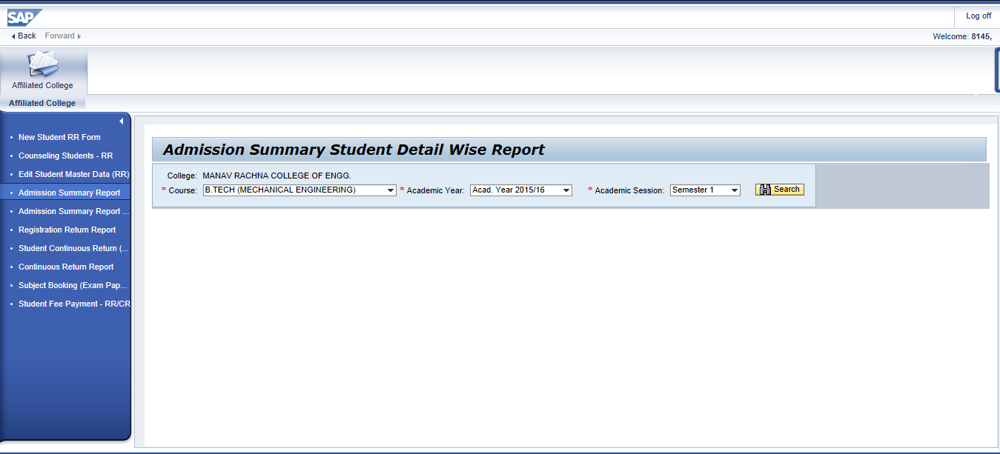 SAP
Log off
Back Forward
Welcome: 8145,
Affiliated College
Affiliated College
New Student RR Form
Counseling Students - RR
Edit Student Master Data (RR)
Admission Summary Report
Admission Summary Report ...
Registration Return Report
Student Continuous Return (...
Continuous Return Report
Subject Booking (Exam Pap...
Student Fee Payment - RR/CR
Admission Summary Student Detail Wise Report
College: MANAV RACHNA COLLEGE OF ENGG.
* Course: B.TECH (MECHANICAL ENGINEERING) * Academic Year: Acad. Year 2015/16 * Academic Session: Semester 1 Search